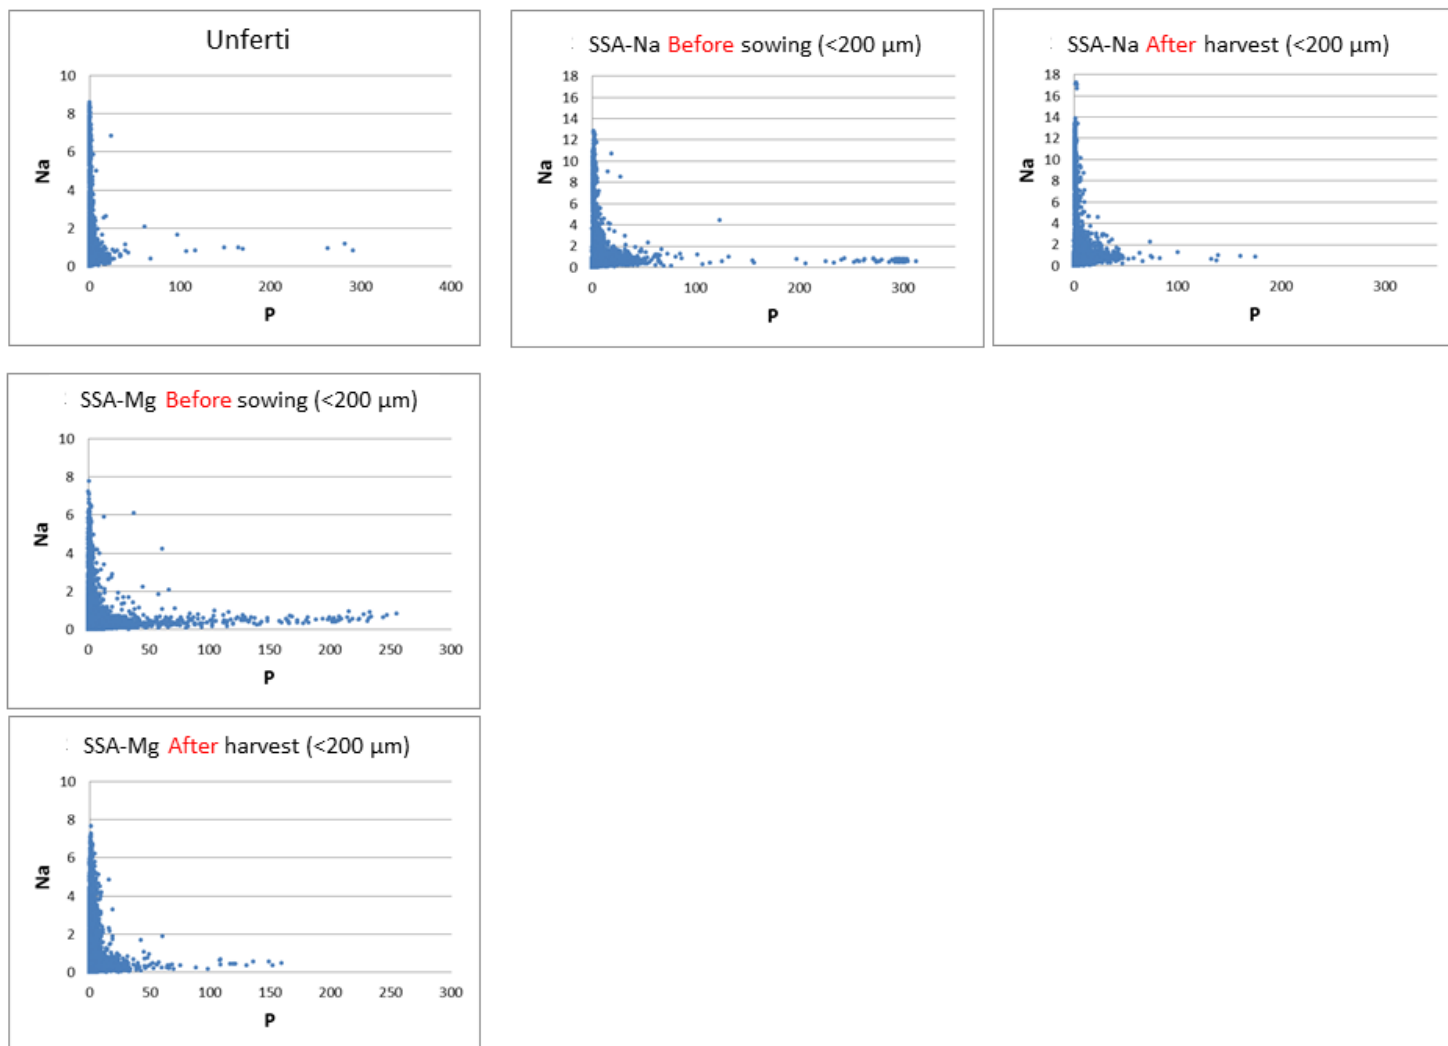 Unferti
10
8
6
4
2
0
Na
0 100 200 300 400
P
SSA-Na Before sowing (<200 µm)
18
16
14
12
10
8
6
4
2
0
Na
0 100 200 300
P
SSA-Na After harvest (<200 µm)
18
16
14
12
10
8
6
4
2
0
Na
0 100 200 300
P
SSA-Mg Before sowing (<200 µm)
10
8
6
4
2
0
Na
0 50 100 150 200 250 300
P
SSA-Mg After harvest (<200 µm)
10
8
6
4
2
0
Na
0 50 100 150 200 250 300
P